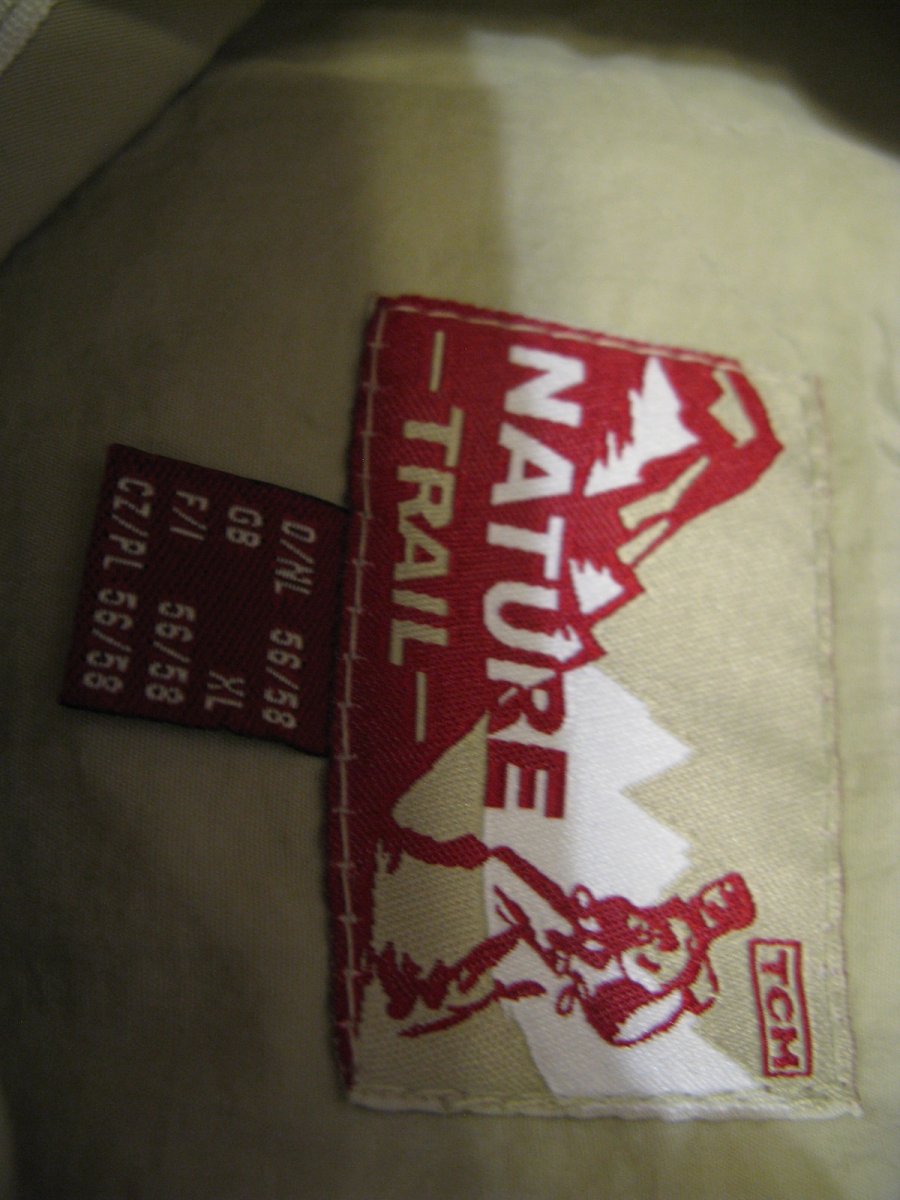 TCM
NATURE
— TRAIL —
D/NL 56/58
GB XL
F/I 56/58
CZ/PL 56/58